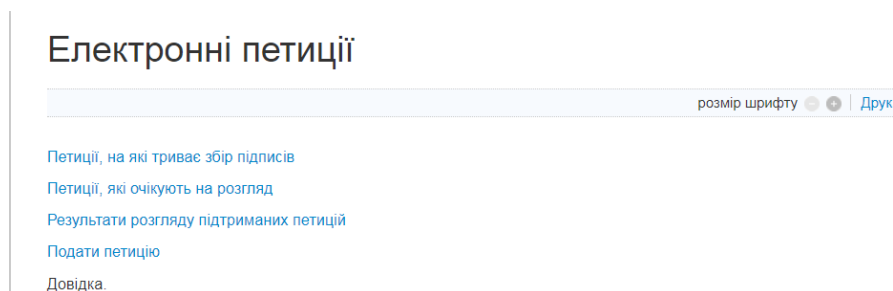 Електронні петиції
розмір шрифту Друк
Петиції, на які триває збір підписів
Петиції, які очікують на розгляд
Результати розгляду підтриманих петицій
Подати петицію
Довідка.